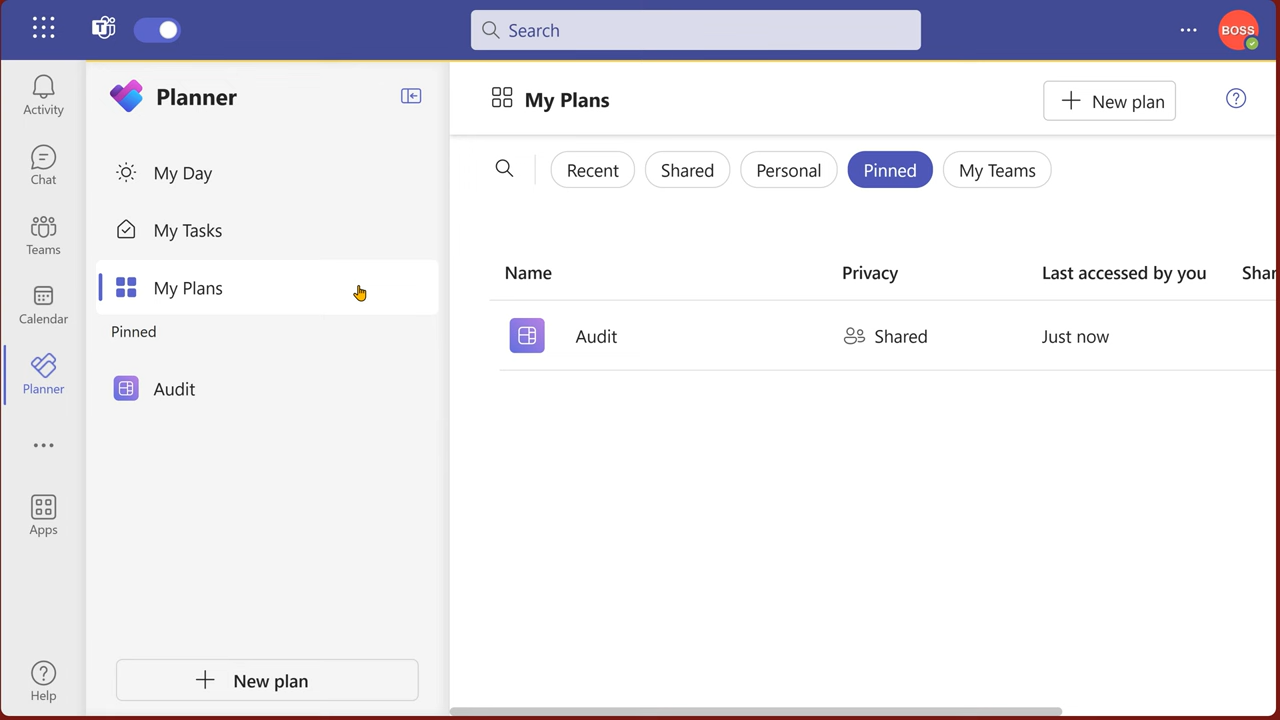 Search
BOSS
Activity
Chat
Teams
Calendar
Planner
Apps
Help
Planner
My Day
My Tasks
My Plans
Pinned
Audit
New plan
My Plans
New plan
Recent Shared Personal Pinned My Teams
Name Privacy Last accessed by you Shar
Audit Shared Just now